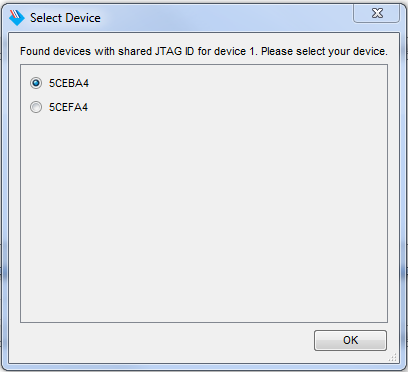 Select Device
Found devices with shared JTAG ID for device 1. Please select your device.
5CEBA4
5CEFA4
OK